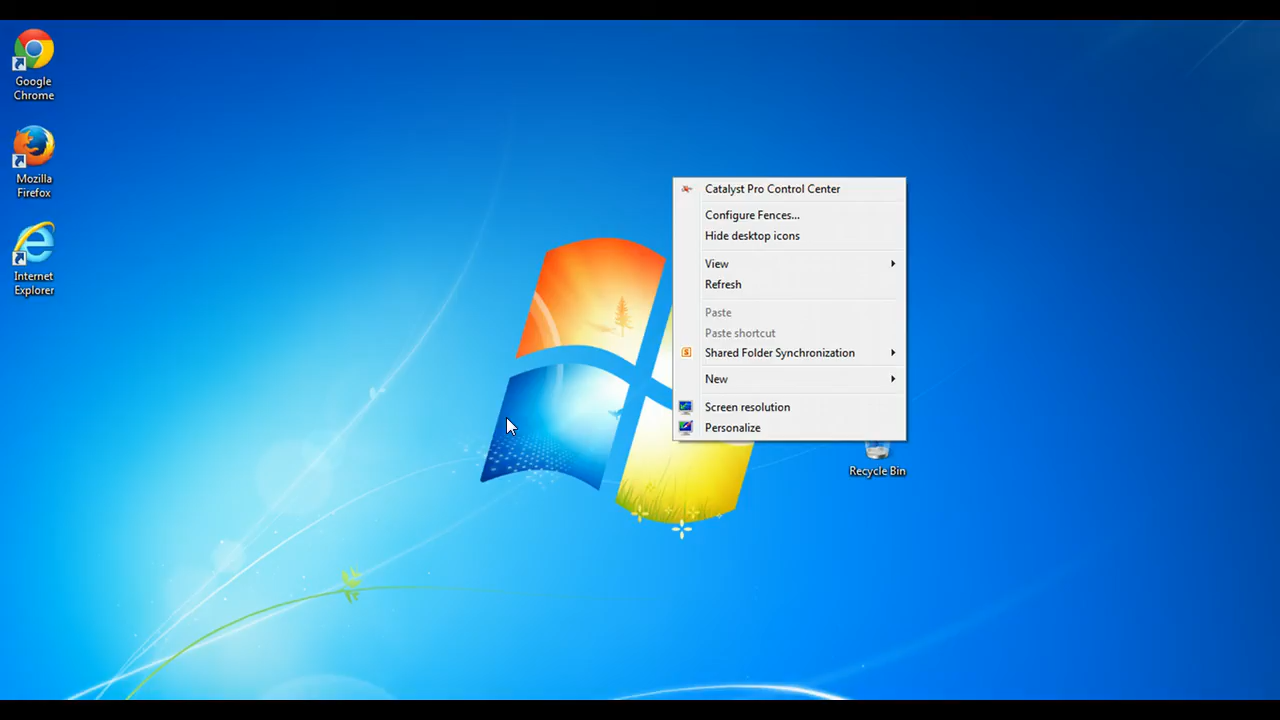 Google
Chrome
Mozilla
Firefox
Internet
Explorer
Catalyst Pro Control Center
Configure Fences...
Hide desktop icons
View
Refresh
Paste
Paste shortcut
Shared Folder Synchronization
New
Screen resolution
Personalize
Recycle Bin